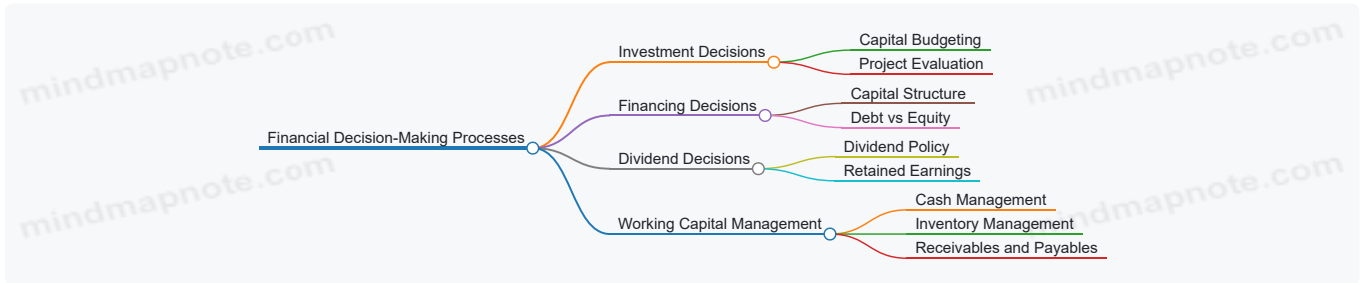 mindmapnote.com
mindmapnote.com
Financial Decision-Making Processes
Investment Decisions
Capital Budgeting
Project Evaluation
Financing Decisions
Capital Structure
Debt vs Equity
Dividend Decisions
Dividend Policy
Retained Earnings
Working Capital Management
Cash Management
Inventory Management
Receivables and Payables
mindmapnote.com
mindmapnote.com